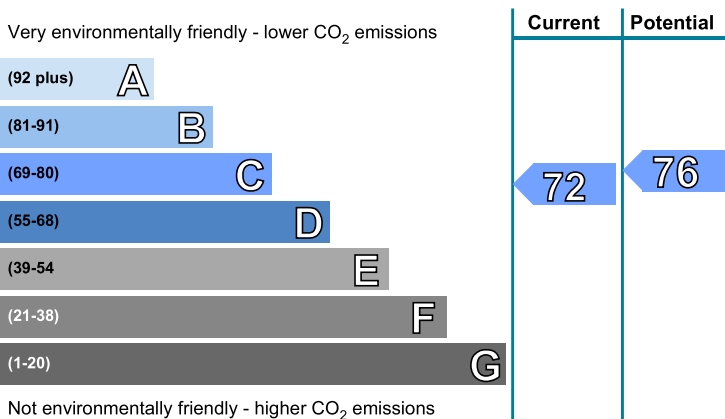 Very environmentally friendly - lower CO2 emissions
Current Potential
(92 plus) A
(81-91) B
(69-80) C
72 76
(55-68) D
(39-54 E
(21-38) F
(1-20) G
Not environmentally friendly - higher CO2 emissions